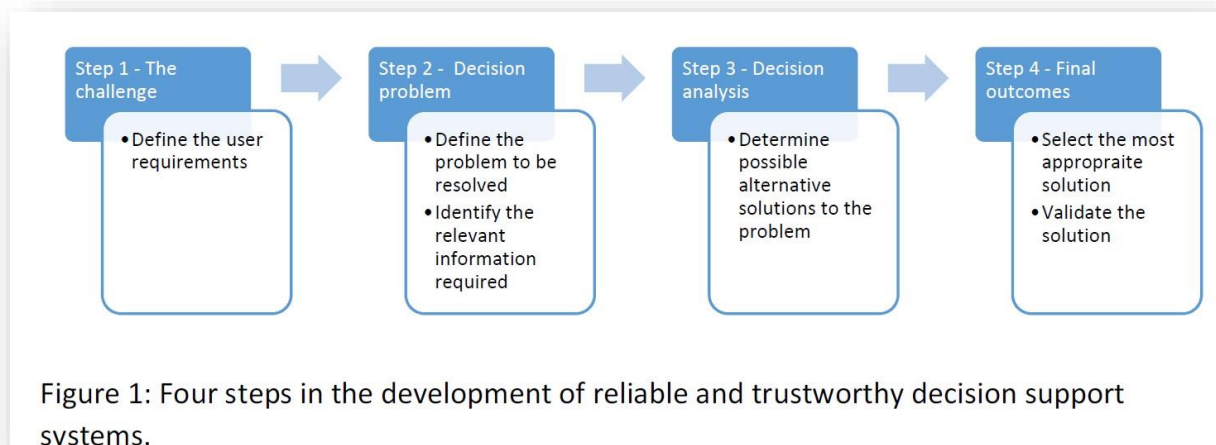 Step 1 - The
challenge
• Define the user
requirements
Step 2 - Decision
problem
• Define the
problem to be
resolved
• Identify the
relevant
information
required
Step 3 - Decision
analysis
• Determine
possible
alternative
solutions to the
problem
Step 4 - Final
outcomes
• Select the most
appropraite
solution
• Validate the
solution
Figure 1: Four steps in the development of reliable and trustworthy decision support
systems.